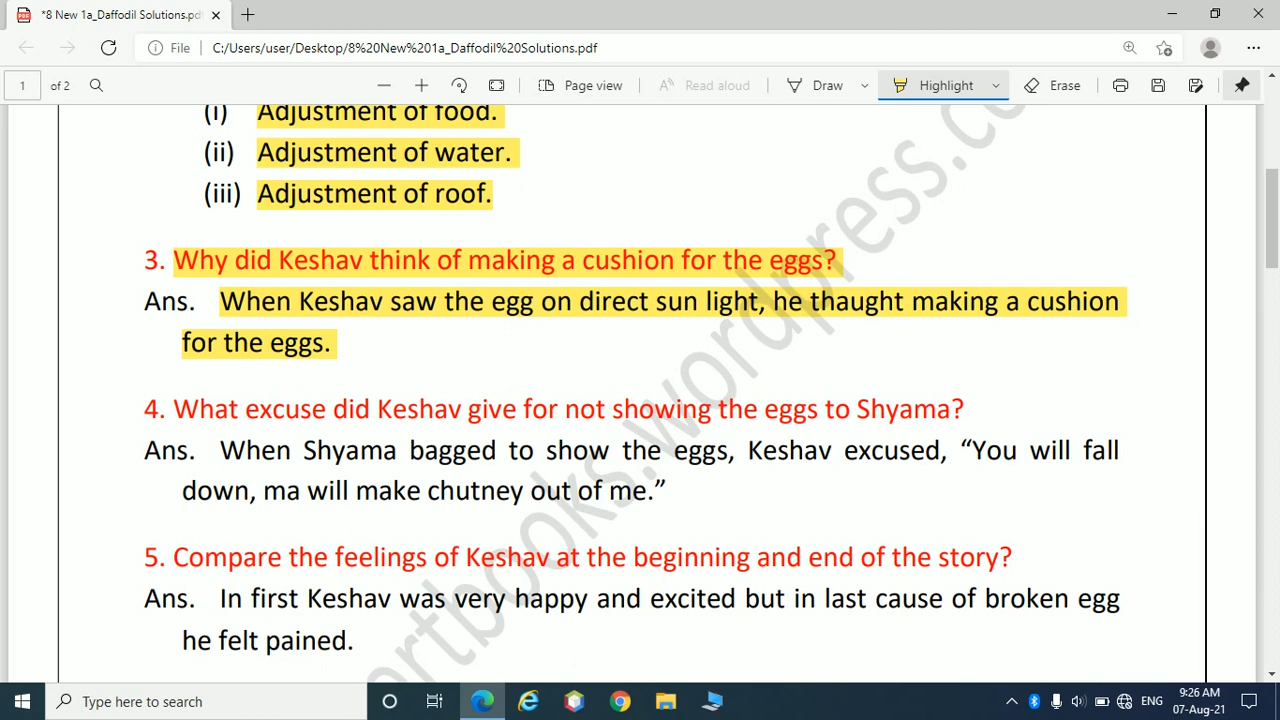 *8 New 1a_Daffodil Solutions.pd
File C:/Users/user/Desktop/8%20New%201a_Daffodil%20Solutions.pdf
1 of 2 Page view Read aloud Draw Highlight Erase
(i) Adjustment of food.
(ii) Adjustment of water.
(iii) Adjustment of roof.
3. Why did Keshav think of making a cushion for the eggs?
Ans. When Keshav saw the egg on direct sun light, he thaught making a cushion
for the eggs.
4. What excuse did Keshav give for not showing the eggs to Shyama?
Ans. When Shyama bagged to show the eggs, Keshav excused, “You will fall
down, ma will make chutney out of me.”
5. Compare the feelings of Keshav at the beginning and end of the story?
Ans. In first Keshav was very happy and excited but in last cause of broken egg
he felt pained.
ortbooks.wordpress.co
Type here to search
ENG
9:26 AM
07-Aug-21